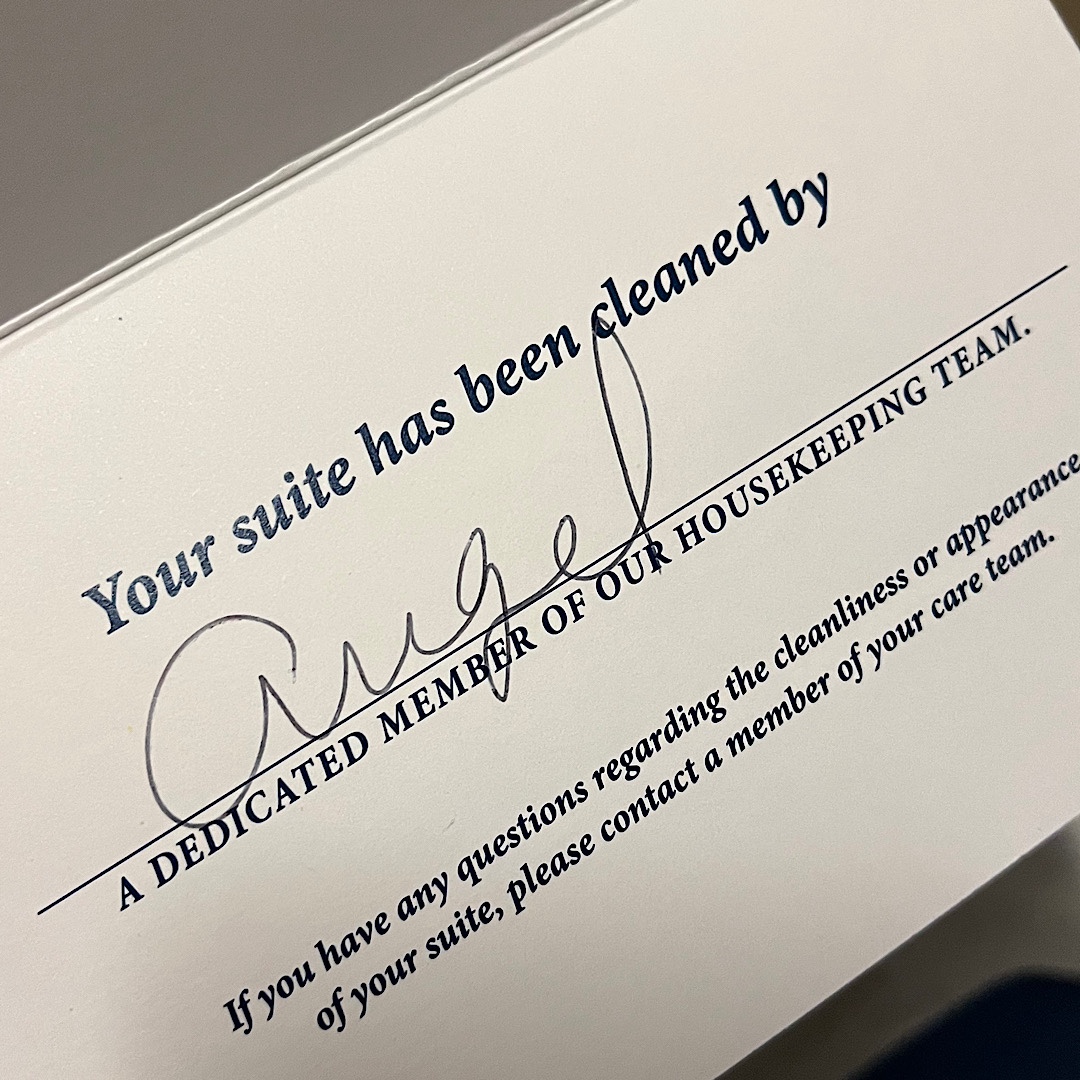 Your suite has been cleaned by
Angel
A DEDICATED MEMBER OF OUR HOUSEKEEPING TEAM.
If you have any questions regarding the cleanliness or appearance
of your suite, please contact a member of your care team.